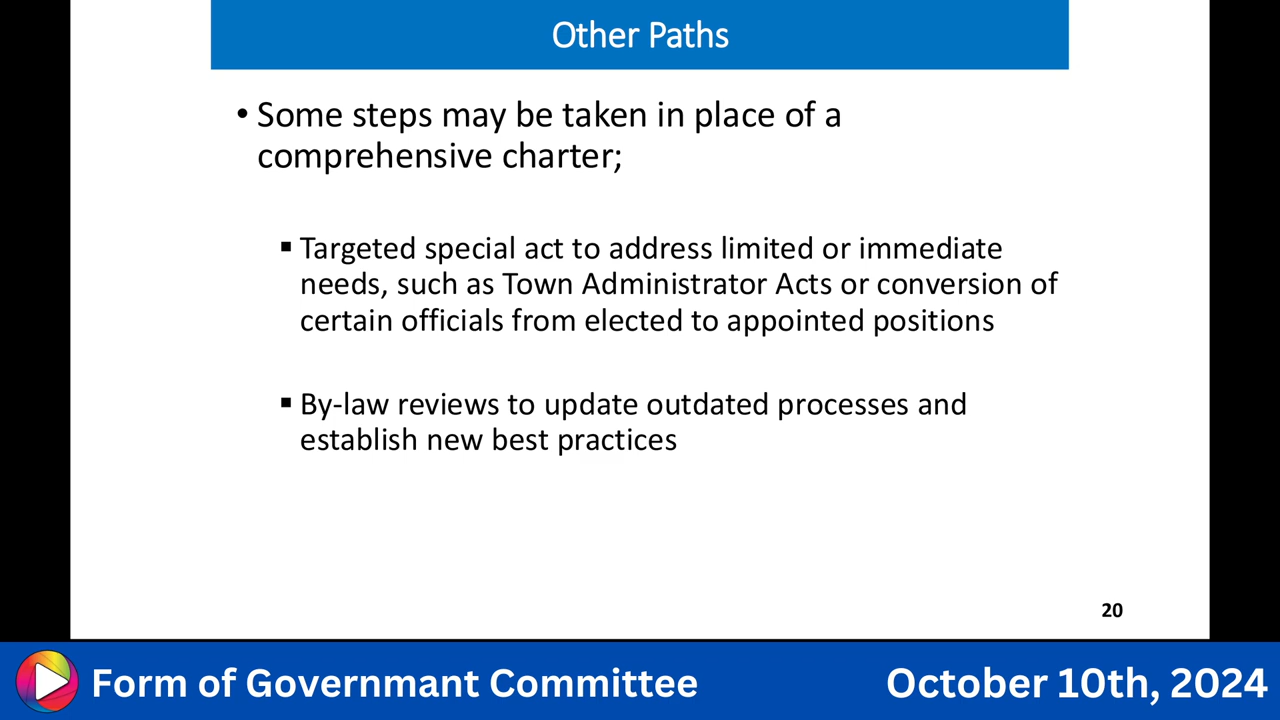 Other Paths
• Some steps may be taken in place of a
comprehensive charter;
▪ Targeted special act to address limited or immediate
needs, such as Town Administrator Acts or conversion of
certain officials from elected to appointed positions
▪ By-law reviews to update outdated processes and
establish new best practices
20
Form of Governmant Committee October 10th, 2024